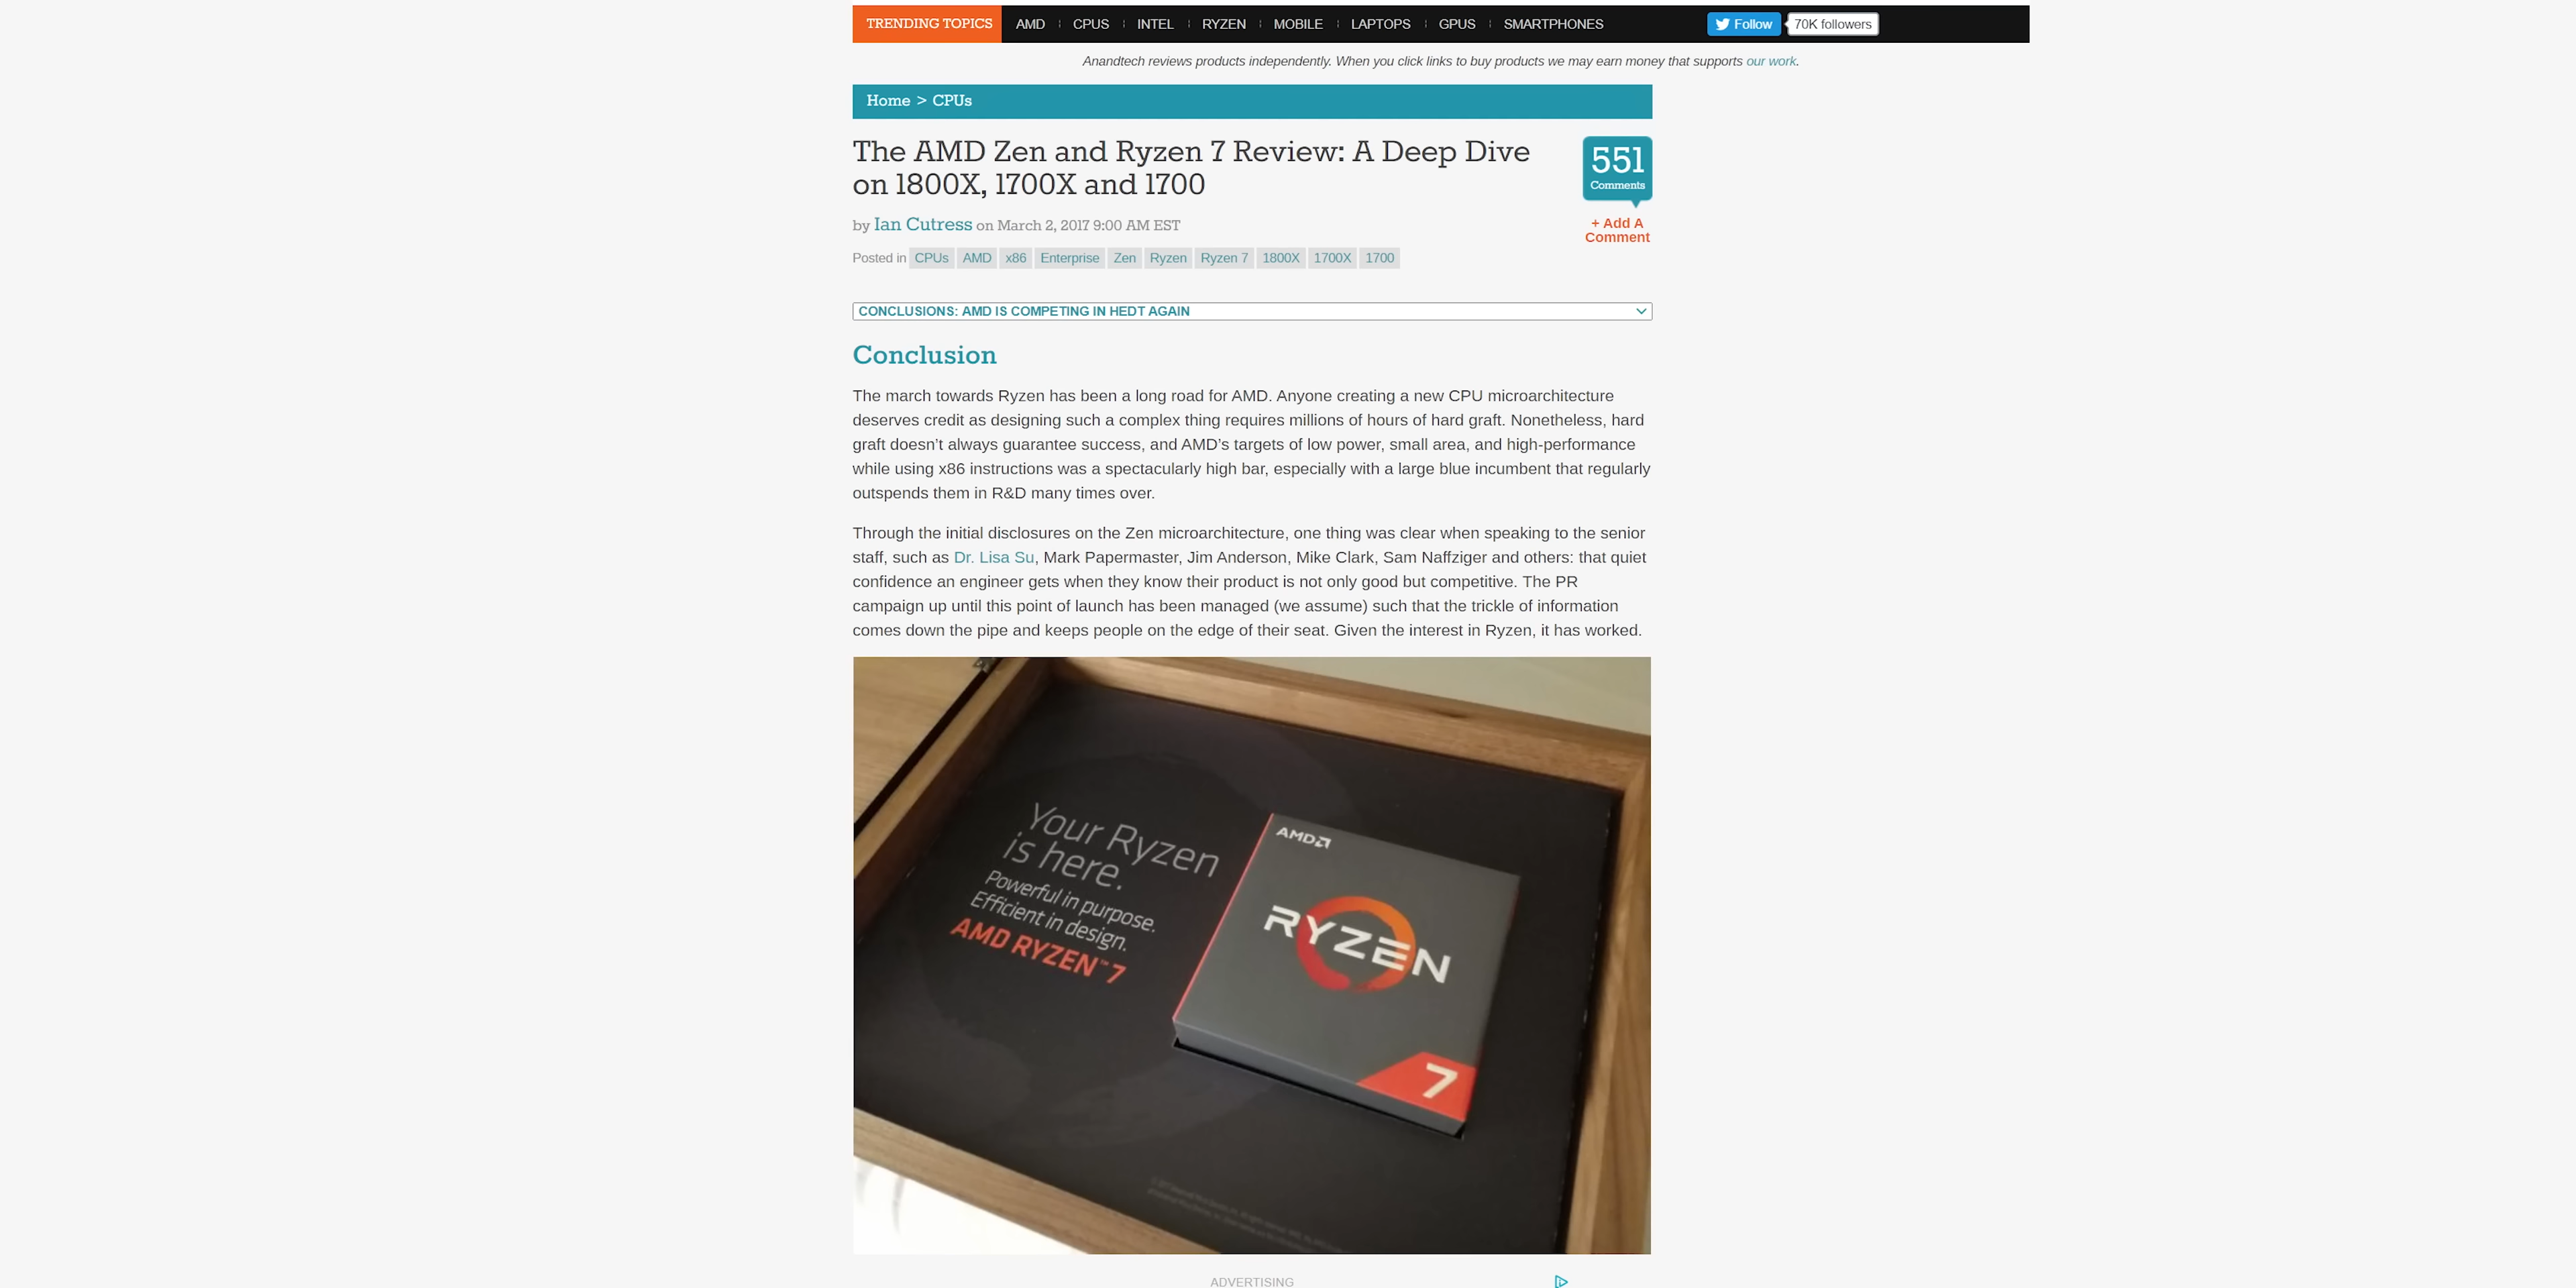 TRENDING TOPICS AMD CPUS INTEL RYZEN MOBILE LAPTOPS GPUS SMARTPHONES Follow 70K followers
Anandtech reviews products independently. When you click links to buy products we may earn money that supports our work.
Home > CPUs
The AMD Zen and Ryzen 7 Review: A Deep Dive
on 1800X, 1700X and 1700
551
Comments
+ Add A
Comment
by Ian Cutress on March 2, 2017 9:00 AM EST
Posted in CPUs AMD x86 Enterprise Zen Ryzen Ryzen 7 1800X 1700X 1700
CONCLUSIONS: AMD IS COMPETING IN HEDT AGAIN
Conclusion
The march towards Ryzen has been a long road for AMD. Anyone creating a new CPU microarchitecture
deserves credit as designing such a complex thing requires millions of hours of hard graft. Nonetheless, hard
graft doesn’t always guarantee success, and AMD’s targets of low power, small area, and high-performance
while using x86 instructions was a spectacularly high bar, especially with a large blue incumbent that regularly
outspends them in R&D many times over.
Through the initial disclosures on the Zen microarchitecture, one thing was clear when speaking to the senior
staff, such as Dr. Lisa Su, Mark Papermaster, Jim Anderson, Mike Clark, Sam Naffziger and others: that quiet
confidence an engineer gets when they know their product is not only good but competitive. The PR
campaign up until this point of launch has been managed (we assume) such that the trickle of information
comes down the pipe and keeps people on the edge of their seat. Given the interest in Ryzen, it has worked.
Your Ryzen
is here.
Powerful in purpose.
Efficient in design.
AMD RYZEN™ 7
AMD
RYZEN
7
ADVERTISING